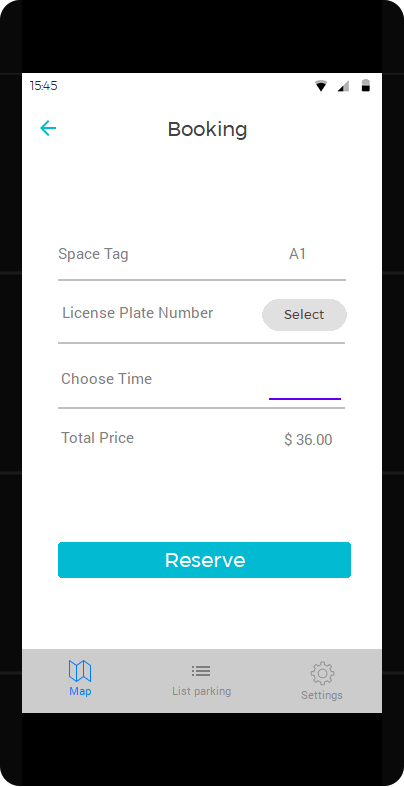 15:45
Booking
Space Tag A1
License Plate Number Select
Choose Time
Total Price $ 36.00
Reserve
Map List parking Settings